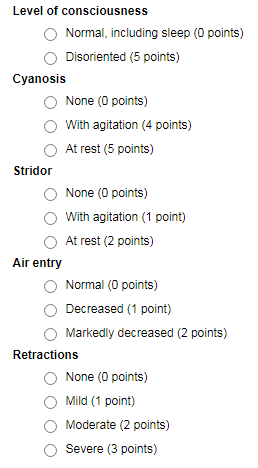 Level of consciousness
Normal, including sleep (0 points)
Disoriented (5 points)
Cyanosis
None (0 points)
With agitation (4 points)
At rest (5 points)
Stridor
None (0 points)
With agitation (1 point)
At rest (2 points)
Air entry
Normal (0 points)
Decreased (1 point)
Markedly decreased (2 points)
Retractions
None (0 points)
Mild (1 point)
Moderate (2 points)
Severe (3 points)